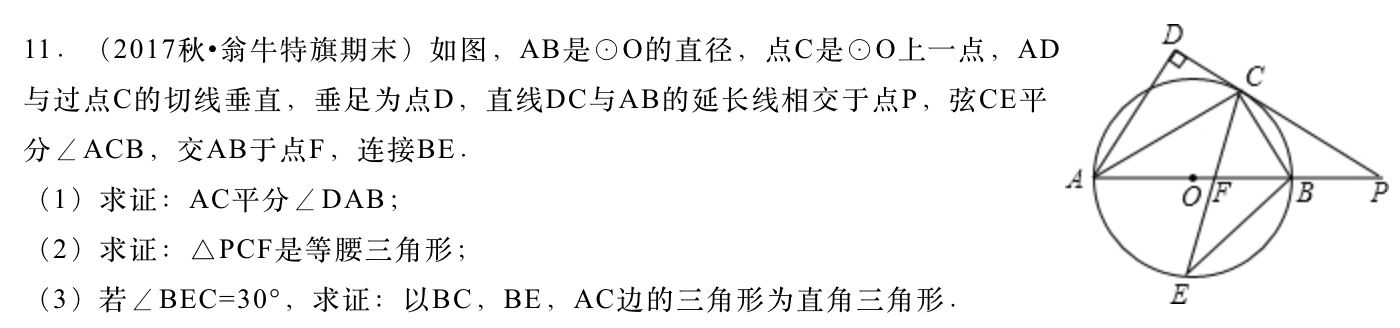 11．（2017秋•翁牛特旗期末）如图，AB是⊙O的直径，点C是⊙O上一点，AD
与过点C的切线垂直，垂足为点D，直线DC与AB的延长线相交于点P，弦CE平
分∠ACB，交AB于点F，连接BE．
（1）求证：AC平分∠DAB；
（2）求证：△PCF是等腰三角形；
（3）若∠BEC=30°，求证：以BC，BE，AC边的三角形为直角三角形．
D
C
A
O
F
B
P
E